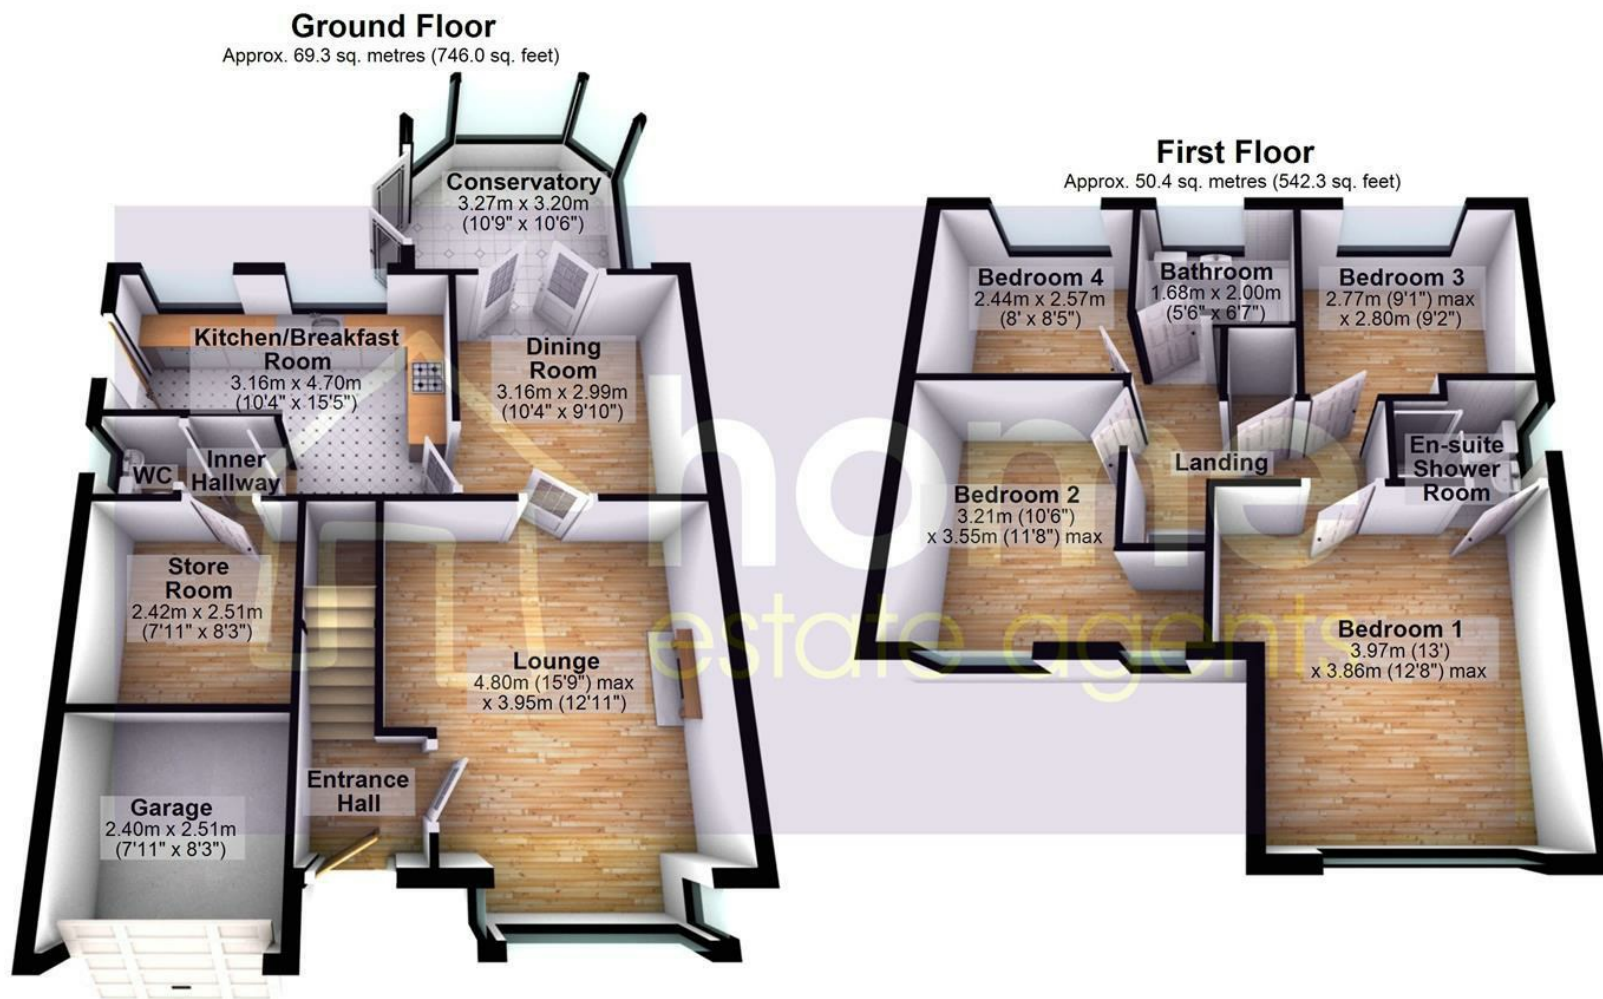 Ground Floor
Approx. 69.3 sq. metres (746.0 sq. feet)
Conservatory
3.27m x 3.20m
(10'9" x 10'6")
Kitchen/Breakfast
Room
3.16m x 4.70m
(10'4" x 15'5")
Dining
Room
3.16m x 2.99m
(10'4" x 9'10")
WC
Inner
Hallway
Store
Room
2.42m x 2.51m
(7'11" x 8'3")
Lounge
4.80m (15'9") max
x 3.95m (12'11")
Entrance
Hall
Garage
2.40m x 2.51m
(7'11" x 8'3")
First Floor
Approx. 50.4 sq. metres (542.3 sq. feet)
Bedroom 4
2.44m x 2.57m
(8' x 8'5")
Bathroom
1.68m x 2.00m
(5'6" x 6'7")
Bedroom 3
2.77m (9'1") max
x 2.80m (9'2")
En-suite
Shower
Room
Landing
Bedroom 2
3.21m (10'6")
x 3.55m (11'8") max
Bedroom 1
3.97m (13')
x 3.86m (12'8") max
home
estate agents